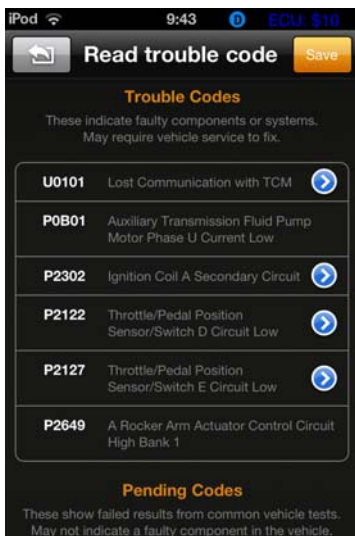 iPod 9:43 D ECU: $10
Read trouble code Save
Trouble Codes
These indicate faulty components or systems.
May require vehicle service to fix.
U0101 Lost Communication with TCM
P0B01 Auxiliary Transmission Fluid Pump
Motor Phase U Current Low
P2302 Ignition Coil A Secondary Circuit
P2122 Throttle/Pedal Position
Sensor/Switch D Circuit Low
P2127 Throttle/Pedal Position
Sensor/Switch E Circuit Low
P2649 A Rocker Arm Actuator Control Circuit
High Bank 1
Pending Codes
These show failed results from common vehicle tests.
May not indicate a faulty component in the vehicle.